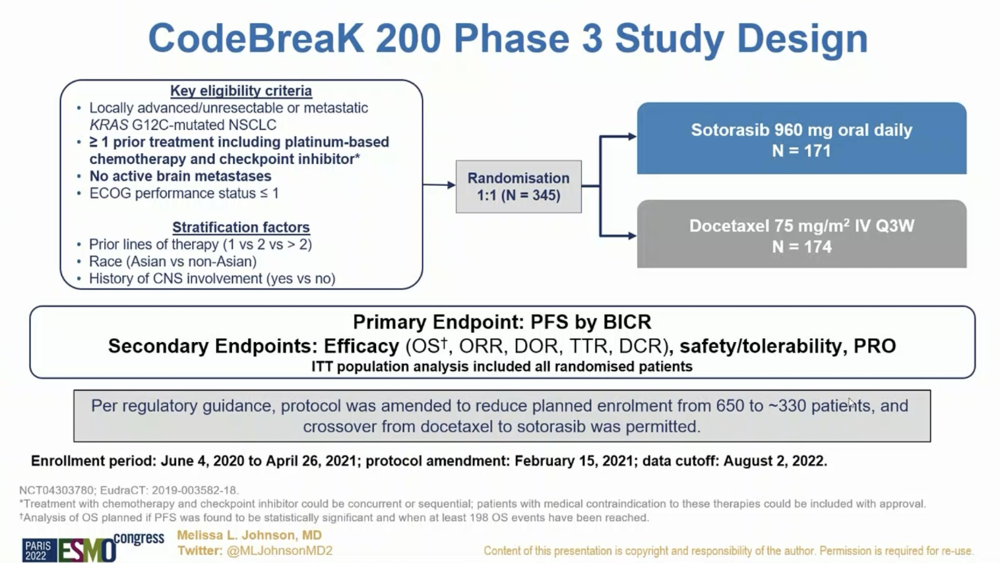 CodeBreaK 200 Phase 3 Study Design
Key eligibility criteria
• Locally advanced/unresectable or metastatic
KRAS G12C-mutated NSCLC
• ≥ 1 prior treatment including platinum-based
chemotherapy and checkpoint inhibitor*
• No active brain metastases
• ECOG performance status ≤ 1
Stratification factors
• Prior lines of therapy (1 vs 2 vs > 2)
• Race (Asian vs non-Asian)
• History of CNS involvement (yes vs no)
Randomisation
1:1 (N = 345)
Sotorasib 960 mg oral daily
N = 171
Docetaxel 75 mg/m² IV Q3W
N = 174
Primary Endpoint: PFS by BICR
Secondary Endpoints: Efficacy (OS†, ORR, DOR, TTR, DCR), safety/tolerability, PRO
ITT population analysis included all randomised patients
Per regulatory guidance, protocol was amended to reduce planned enrolment from 650 to ~330 patients, and
crossover from docetaxel to sotorasib was permitted.
Enrollment period: June 4, 2020 to April 26, 2021; protocol amendment: February 15, 2021; data cutoff: August 2, 2022.
NCT04303780; EudraCT: 2019-003582-18.
*Treatment with chemotherapy and checkpoint inhibitor could be concurrent or sequential; patients with medical contraindication to these therapies could be included with approval.
†Analysis of OS planned if PFS was found to be statistically significant and when at least 198 OS events have been reached.
PARIS
2022
ESMO congress
Melissa L. Johnson, MD
Twitter: @MLJohnsonMD2
Content of this presentation is copyright and responsibility of the author. Permission is required for re-use.